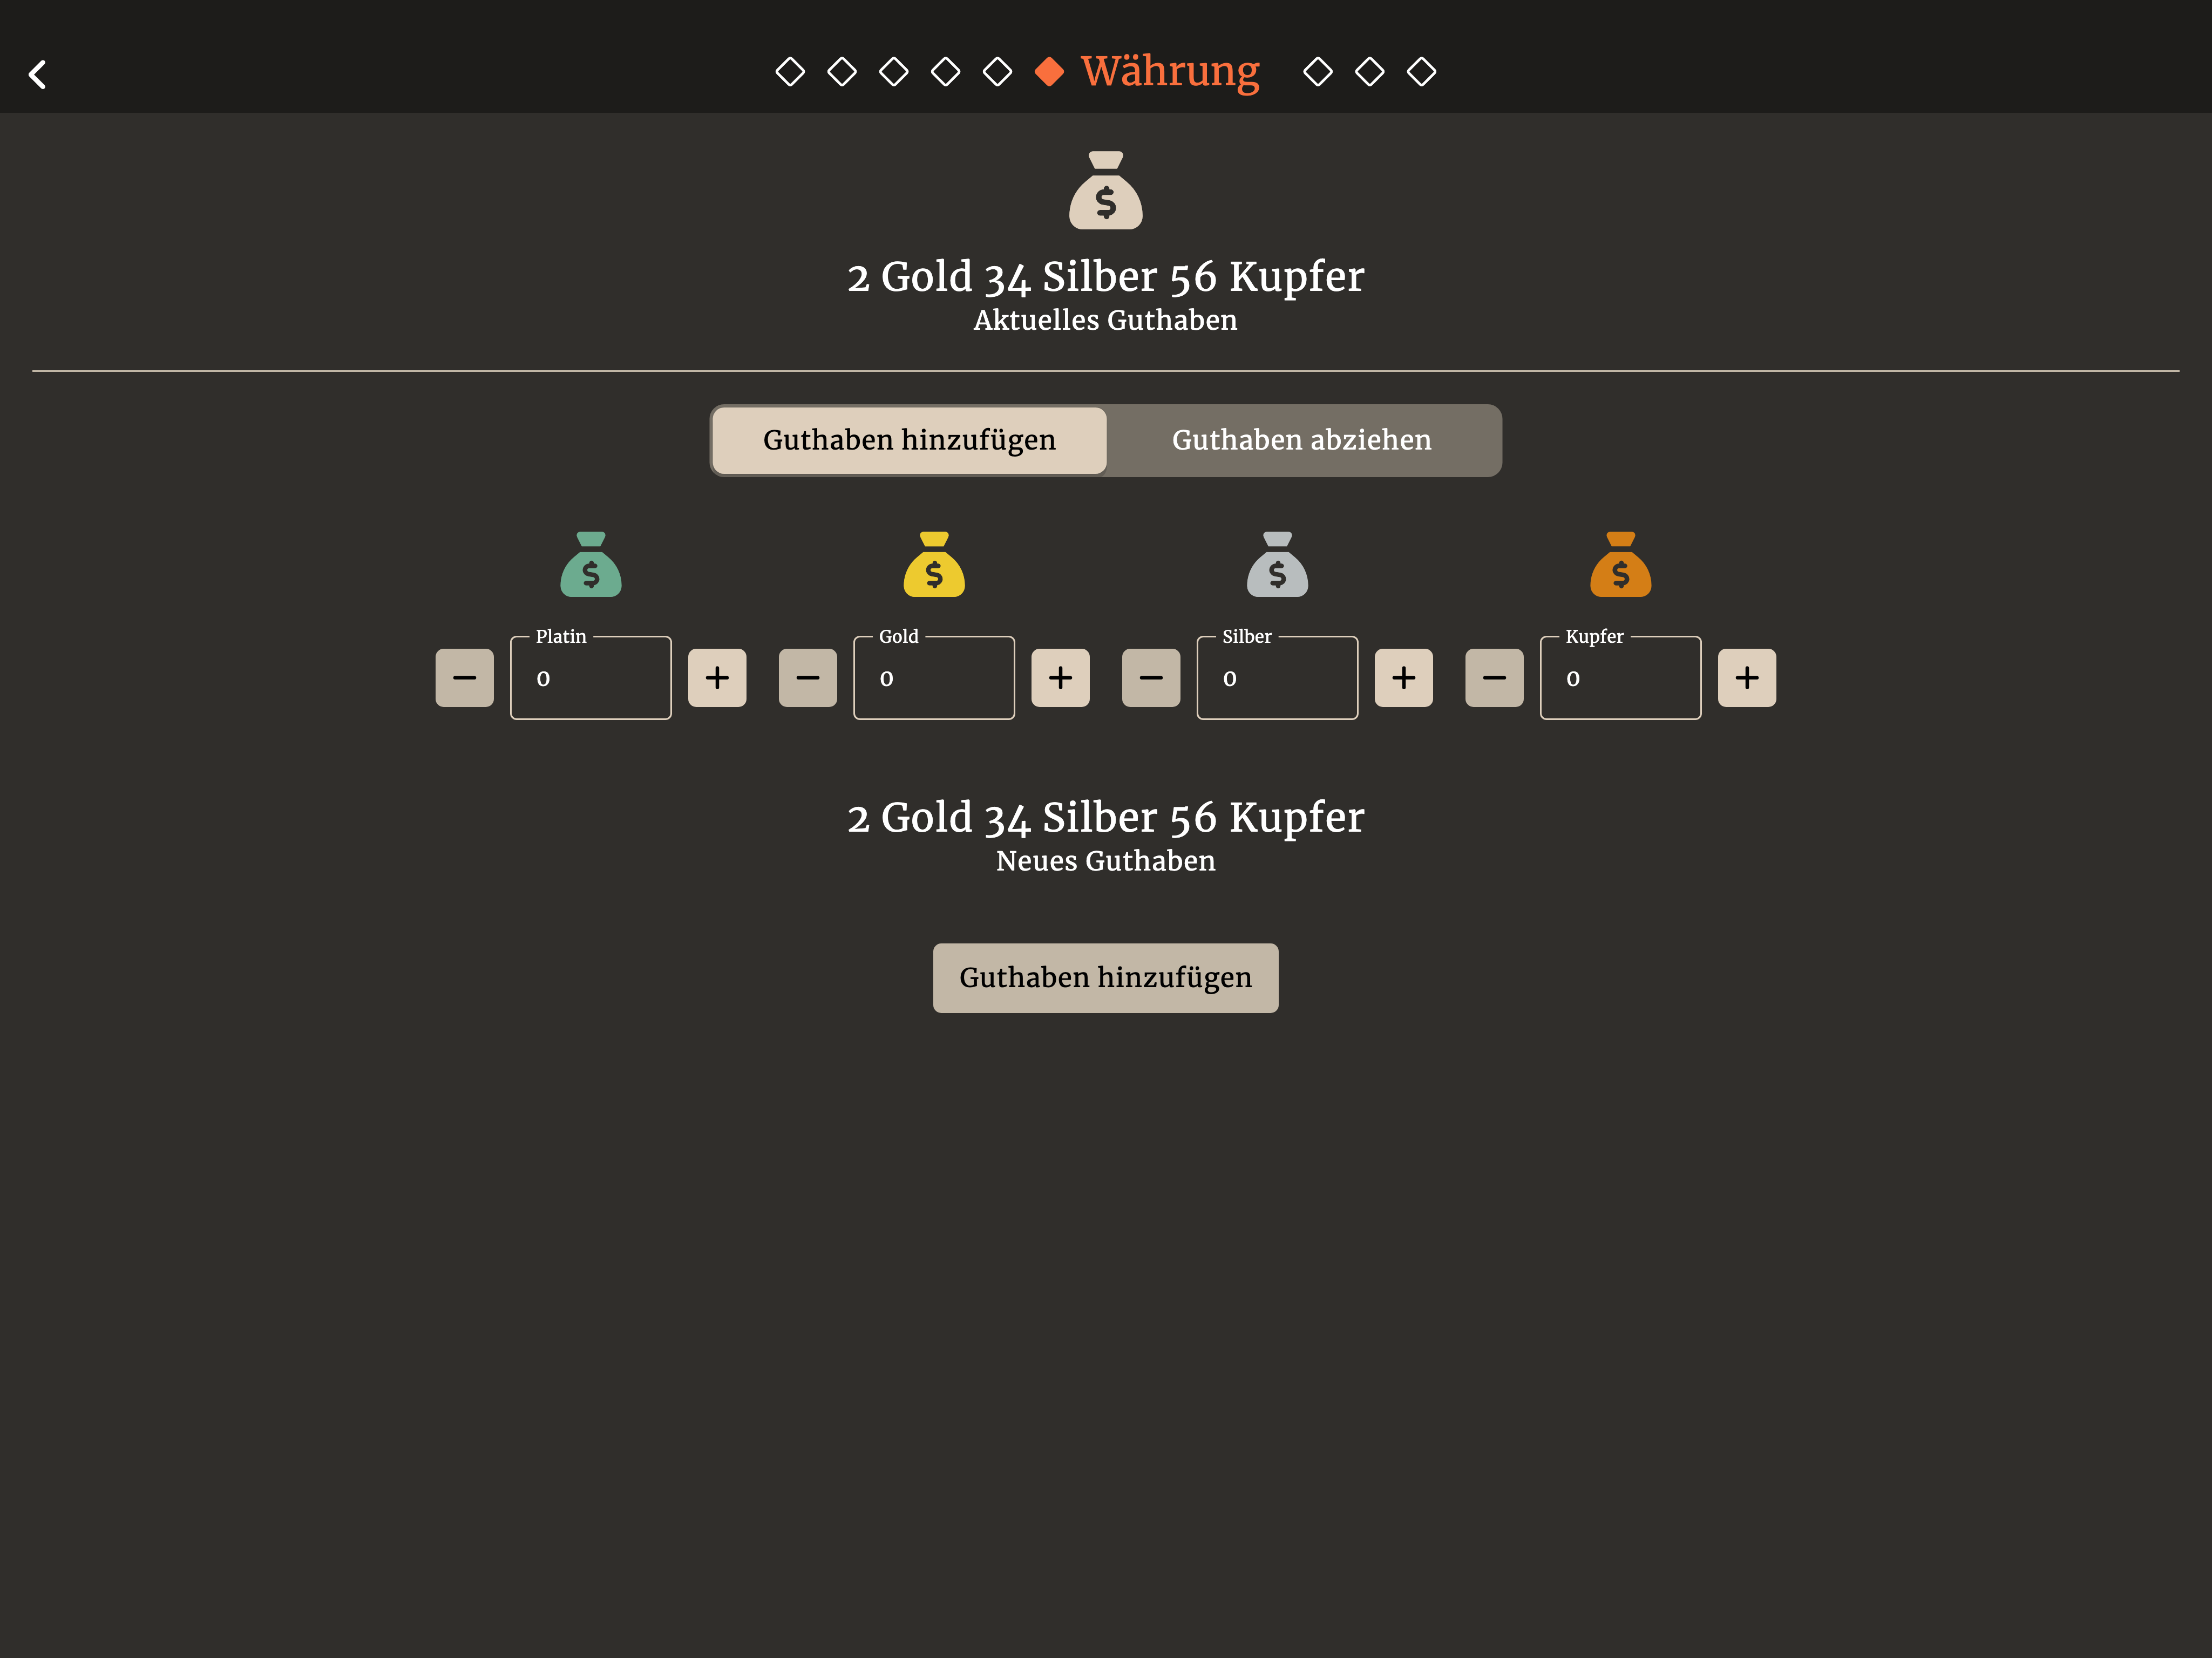 Währung
2 Gold 34 Silber 56 Kupfer
Aktuelles Guthaben
Guthaben hinzufügen Guthaben abziehen
Platin Gold Silber Kupfer
0 0 0 0
2 Gold 34 Silber 56 Kupfer
Neues Guthaben
Guthaben hinzufügen